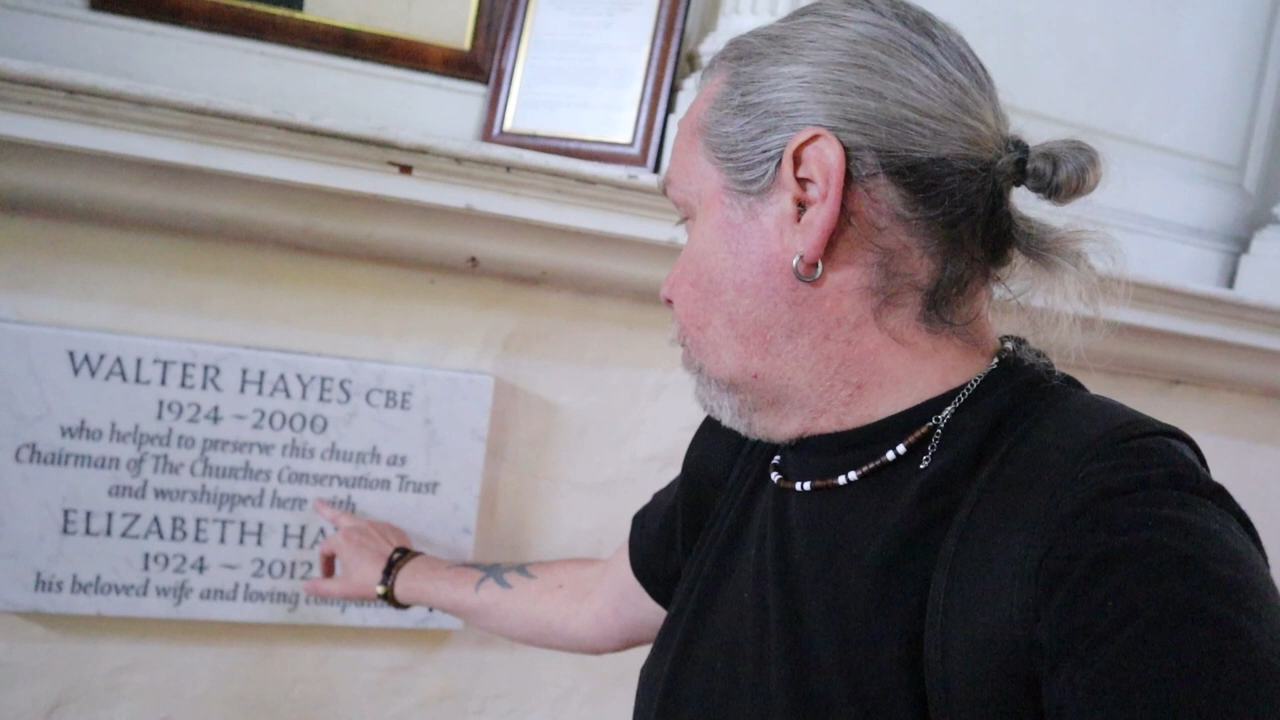 WALTER HAYES CBE
1924 ~ 2000
who helped to preserve this church as
Chairman of The Churches Conservation Trust
and worshipped here with
ELIZABETH HA
1924 ~ 2012
his beloved wife and loving